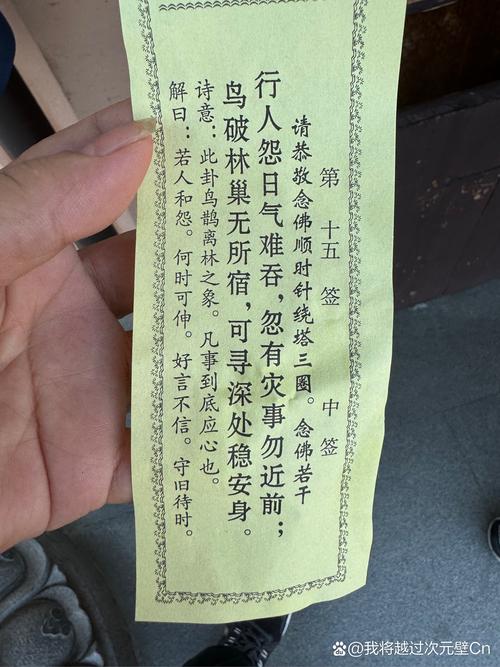 第十五签 中签
请恭敬念佛顺时针绕塔三圈。念佛若干
行人怨日气难吞，忽有灾事勿近前；
鸟破林巢无所宿，可寻深处稳安身。
诗意：此卦鸟鹊离林之象。凡事到底应心也。
解曰：若人和怨。何时可伸。好言不信。守旧待时。
@我将越过次元壁Cn